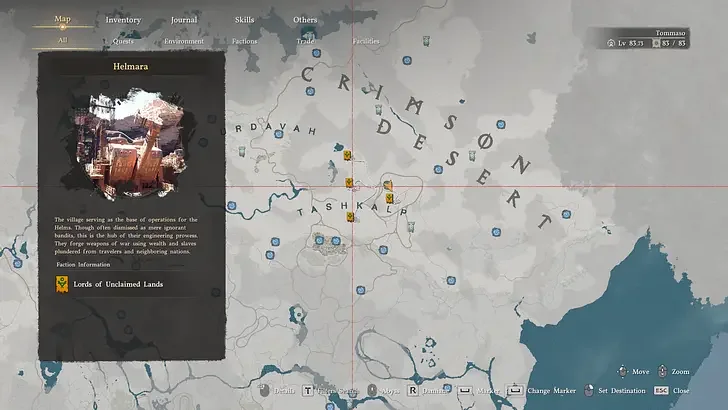 Map Inventory Journal Skills Others
All Quests Environment Factions Trade Facilities
Tommaso
Lv 83.73 83 / 83
Helmara
The village serving as the base of operations for the
Helms. Though often dismissed as mere ignorant
bandits, this is the hub of their engineering prowess.
They forge weapons of war using wealth and slaves
plundered from travelers and neighboring nations.
Faction Information
Lords of Unclaimed Lands
CRIMSON
DESERT
URDAVAH
TASHKALP
Move Zoom
Details T Abyss R Marker Change Marker Set Destination ESC Close